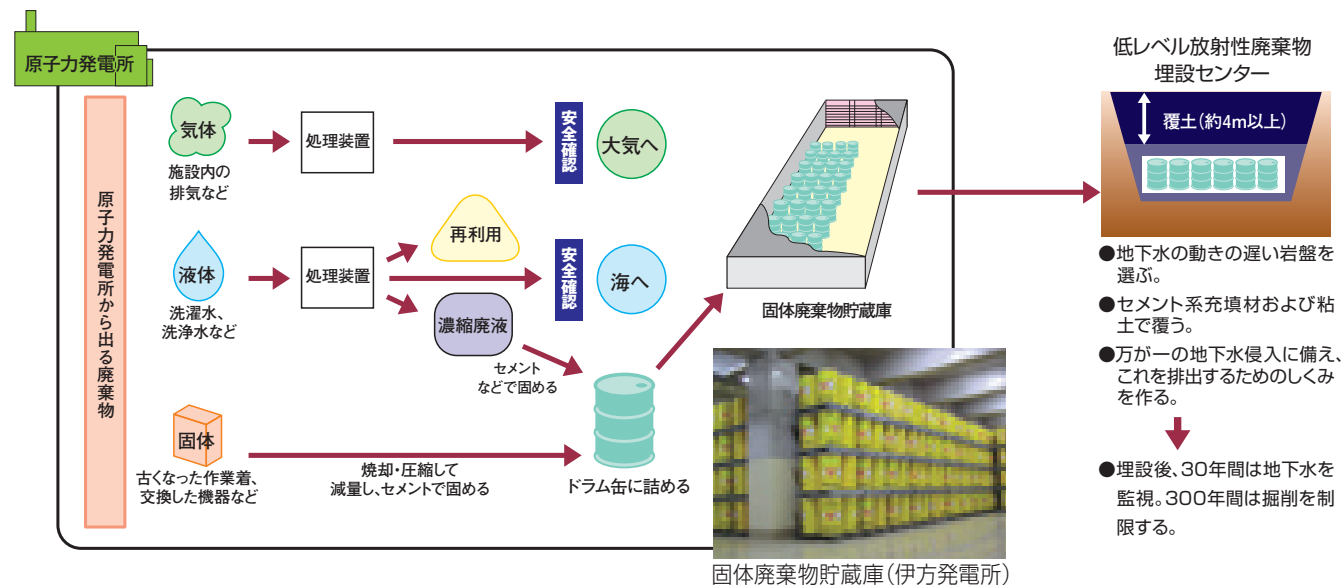 原子力発電所
原子力発電所から出る廃棄物
気体
施設内の
排気など
処理装置
安全確認
大気へ
液体
洗濯水、
洗浄水など
処理装置
再利用
安全確認
海へ
濃縮廃液
セメント
などで固める
固体
古くなった作業着、
交換した機器など
焼却・圧縮して
減量し、セメントで固める
ドラム缶に詰める
固体廃棄物貯蔵庫
固体廃棄物貯蔵庫(伊方発電所)
低レベル放射性廃棄物
埋設センター
覆土(約4m以上)
●地下水の動きの遅い岩盤を
選ぶ。
●セメント系充填材および粘
土で覆う。
●万が一の地下水侵入に備え、
これを排出するためのしくみ
を作る。
●埋設後、30年間は地下水を
監視。300年間は掘削を制
限する。